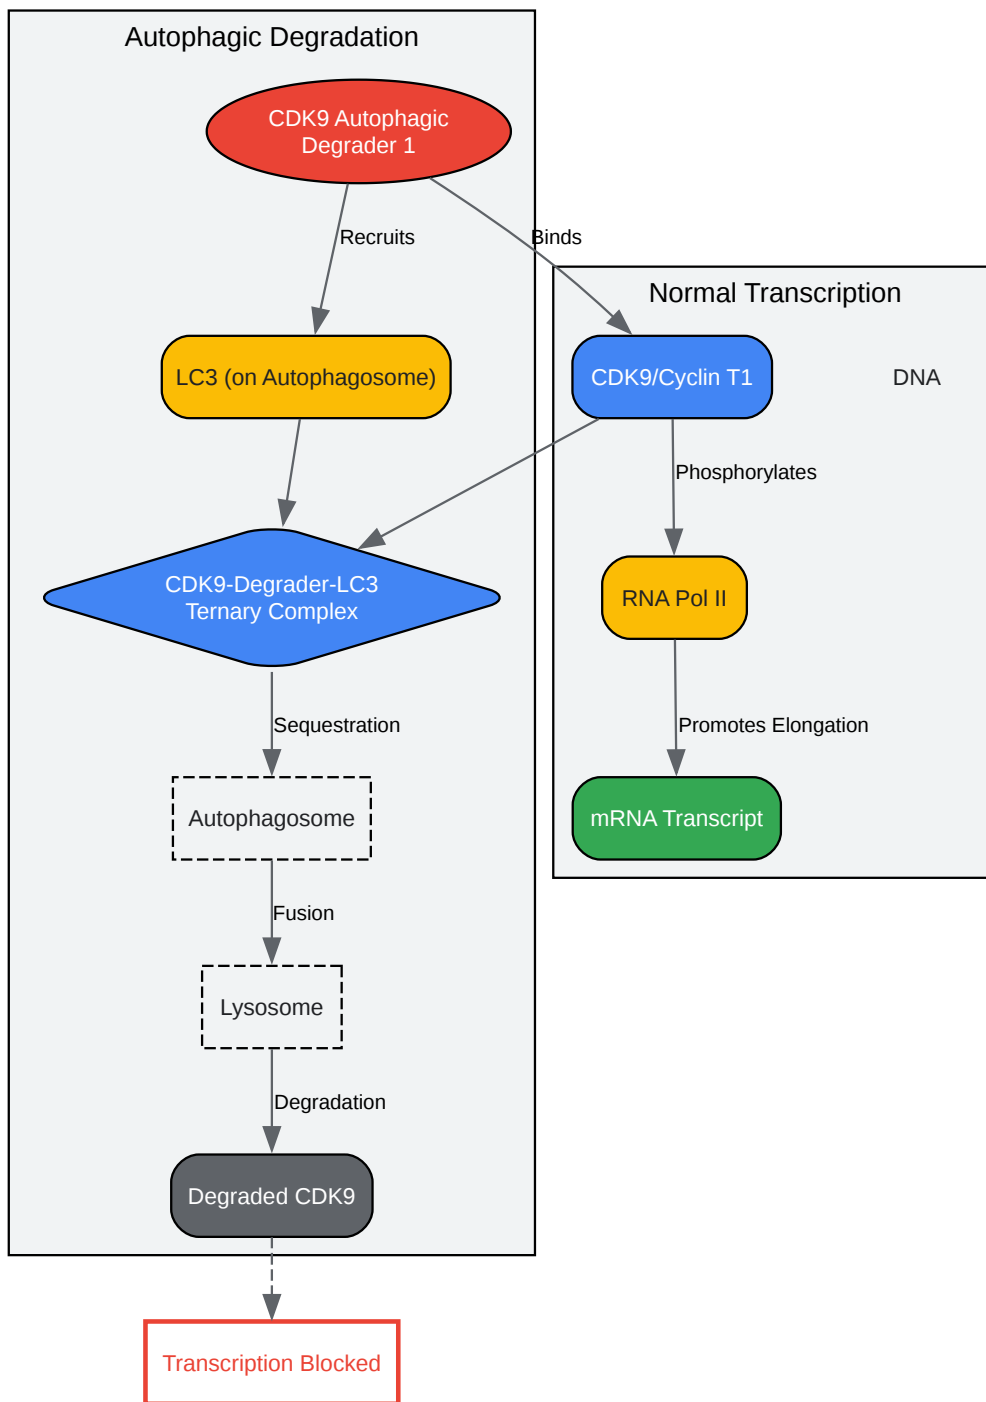 Autophagic Degradation
CDK9 Autophagic
Degrader 1
Recruits
Binds
Normal Transcription
LC3 (on Autophagosome)
CDK9/Cyclin T1
DNA
Phosphorylates
CDK9-Degrader-LC3
Ternary Complex
RNA Pol II
Sequestration
Promotes Elongation
Autophagosome
mRNA Transcript
Fusion
Lysosome
Degradation
Degraded CDK9
Transcription Blocked